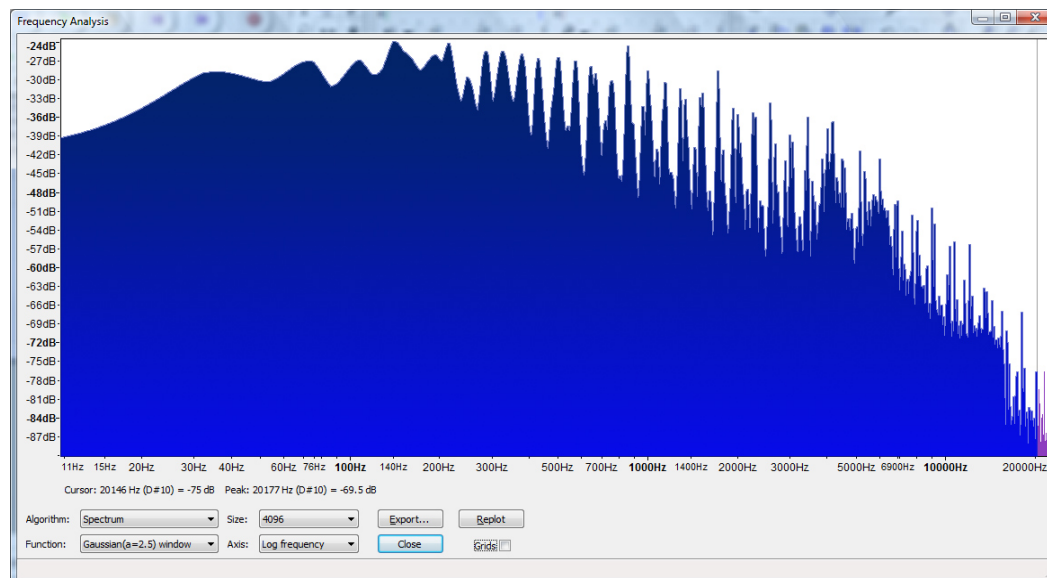 Frequency Analysis
-24dB-
-27dB-
-30dB-
-33dB-
-36dB-
-39dB-
-42dB-
-45dB-
-48dB-
-51dB-
-54dB-
-57dB-
-60dB-
-63dB-
-66dB-
-69dB-
-72dB-
-75dB-
-78dB-
-81dB-
-84dB-
-87dB-
11Hz 15Hz 20Hz 30Hz 40Hz 60Hz 76Hz 100Hz 140Hz 200Hz 300Hz 500Hz 700Hz 1000Hz 1400Hz 2000Hz 3000Hz 5000Hz 6900Hz 10000Hz 20000Hz
Cursor: 20146 Hz (D#10) = -75 dB Peak: 20177 Hz (D#10) = -69.5 dB
Algorithm: Spectrum Size: 4096 Export... Replot
Function: Gaussian(a=2.5) window Axis: Log frequency Close Grids